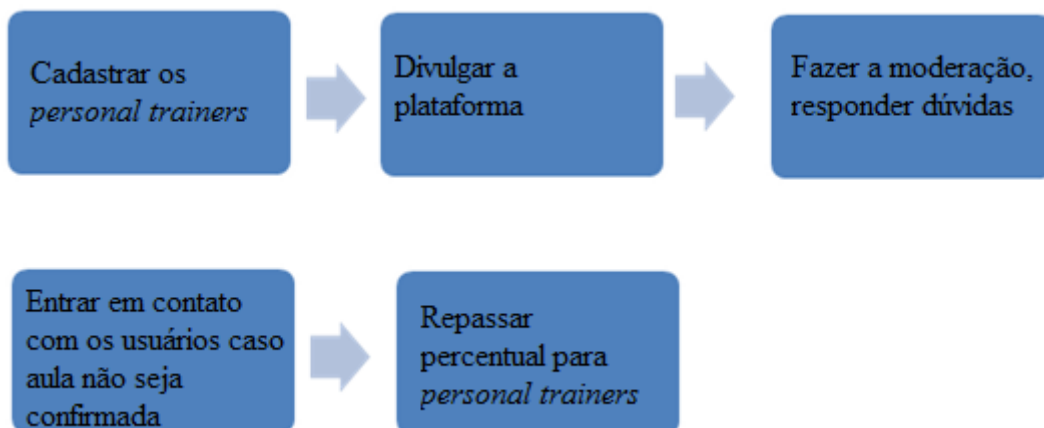 Cadastrar os
personal trainers
Divulgar a
plataforma
Fazer a moderação,
responder dúvidas
Entrar em contato
com os usuários caso
aula não seja
confirmada
Repassar
percentual para
personal trainers